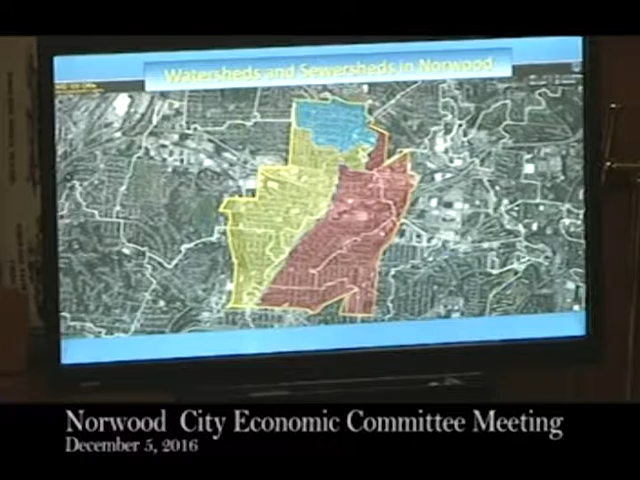 Watersheds and Sewersheds in Norwood
Norwood City Economic Committee Meeting
December 5, 2016